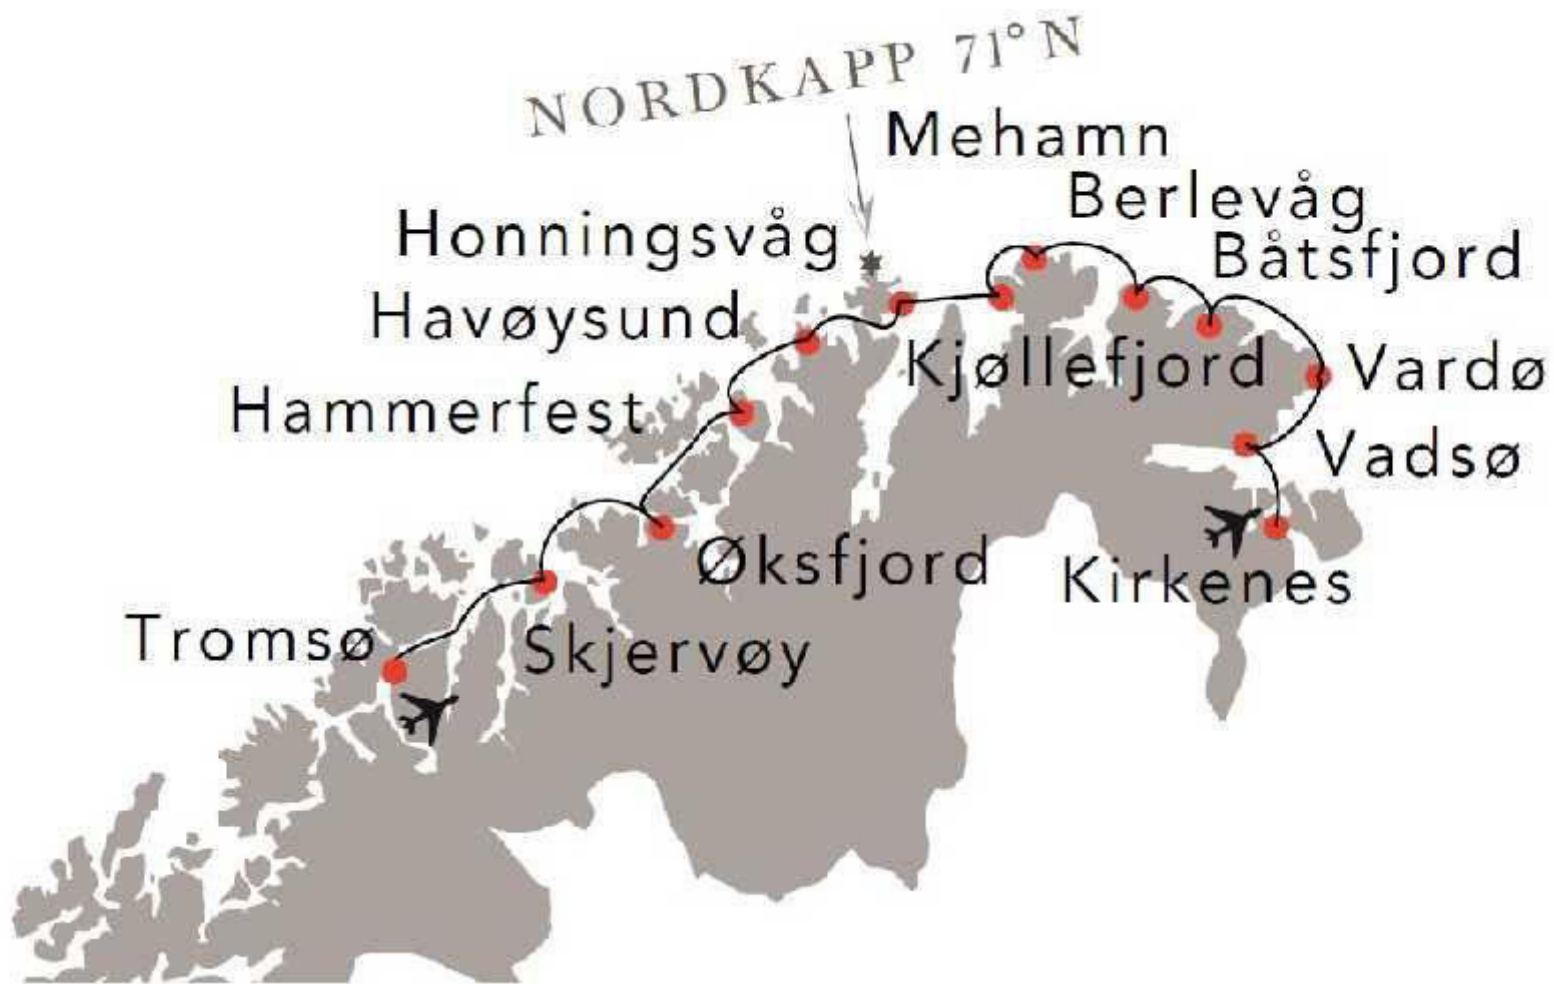 NORDKAPP 71° N
Mehamn
Berlevåg
Honningsvåg
Båtsfjord
Havøysund
Kjøllefjord
Vardø
Hammerfest
Vadsø
Øksfjord
Kirkenes
Tromsø
Skjervøy